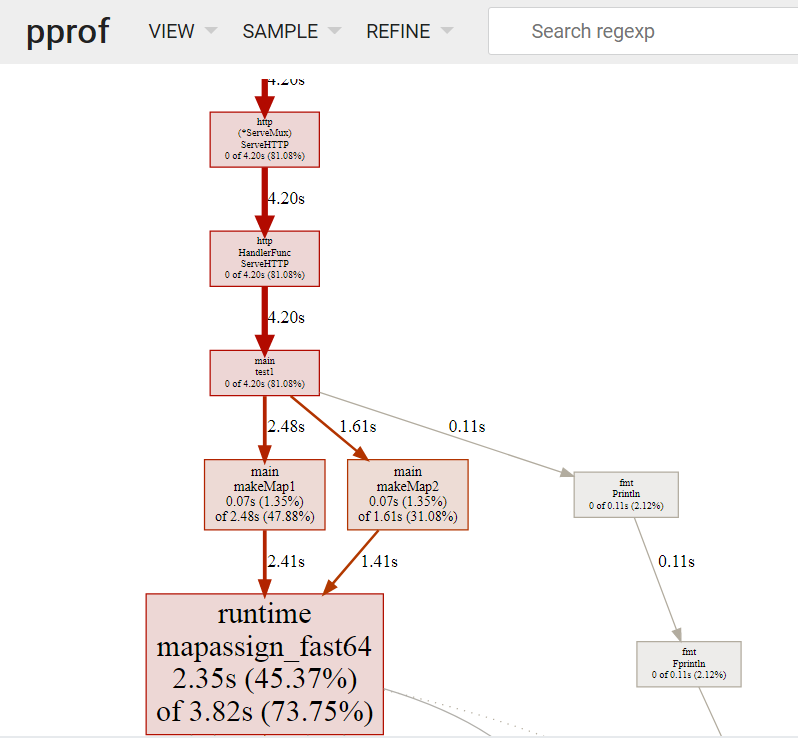 pprof VIEW SAMPLE REFINE Search regexp
4.20s
http
(*ServeMux)
ServeHTTP
0 of 4.20s (81.08%)
4.20s
http
HandlerFunc
ServeHTTP
0 of 4.20s (81.08%)
4.20s
main
test1
0 of 4.20s (81.08%)
2.48s
1.61s
0.11s
main
makeMap1
0.07s (1.35%)
of 2.48s (47.88%)
main
makeMap2
0.07s (1.35%)
of 1.61s (31.08%)
fmt
Println
0 of 0.11s (2.12%)
2.41s
1.41s
0.11s
runtime
mapassign_fast64
2.35s (45.37%)
of 3.82s (73.75%)
fmt
Fprintln
0 of 0.11s (2.12%)